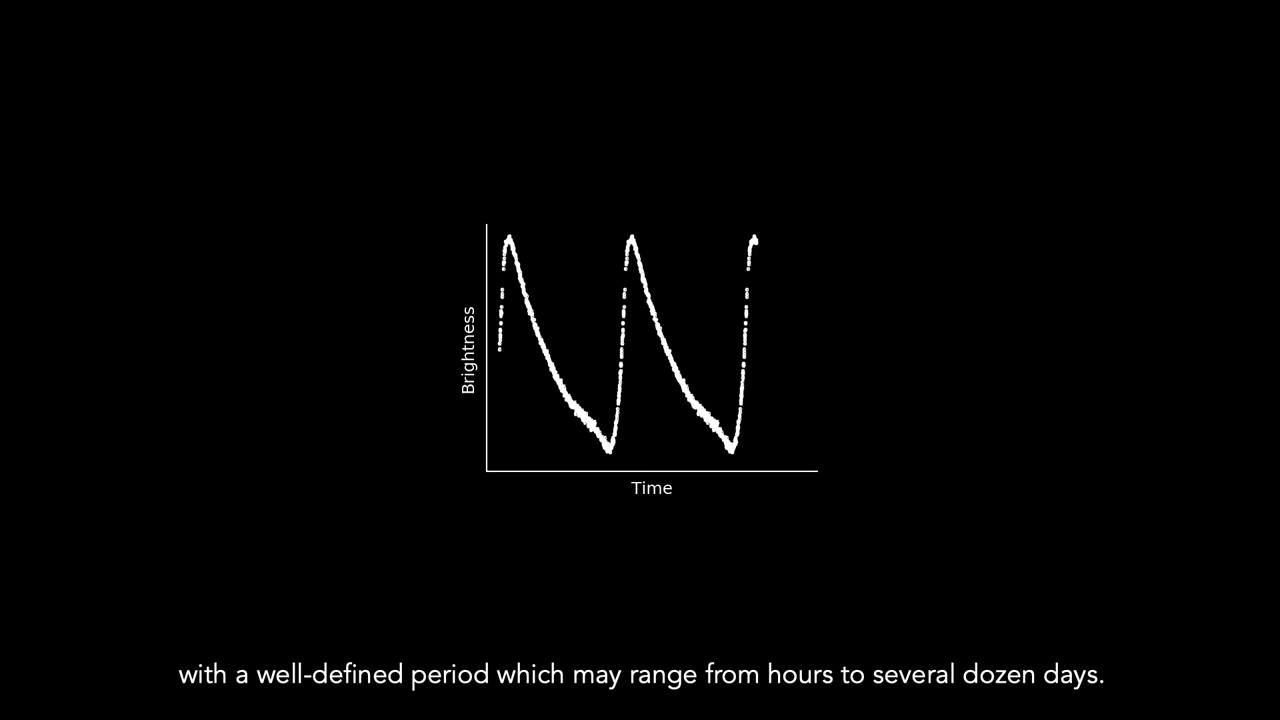 Brightness
Time
with a well-defined period which may range from hours to several dozen days.